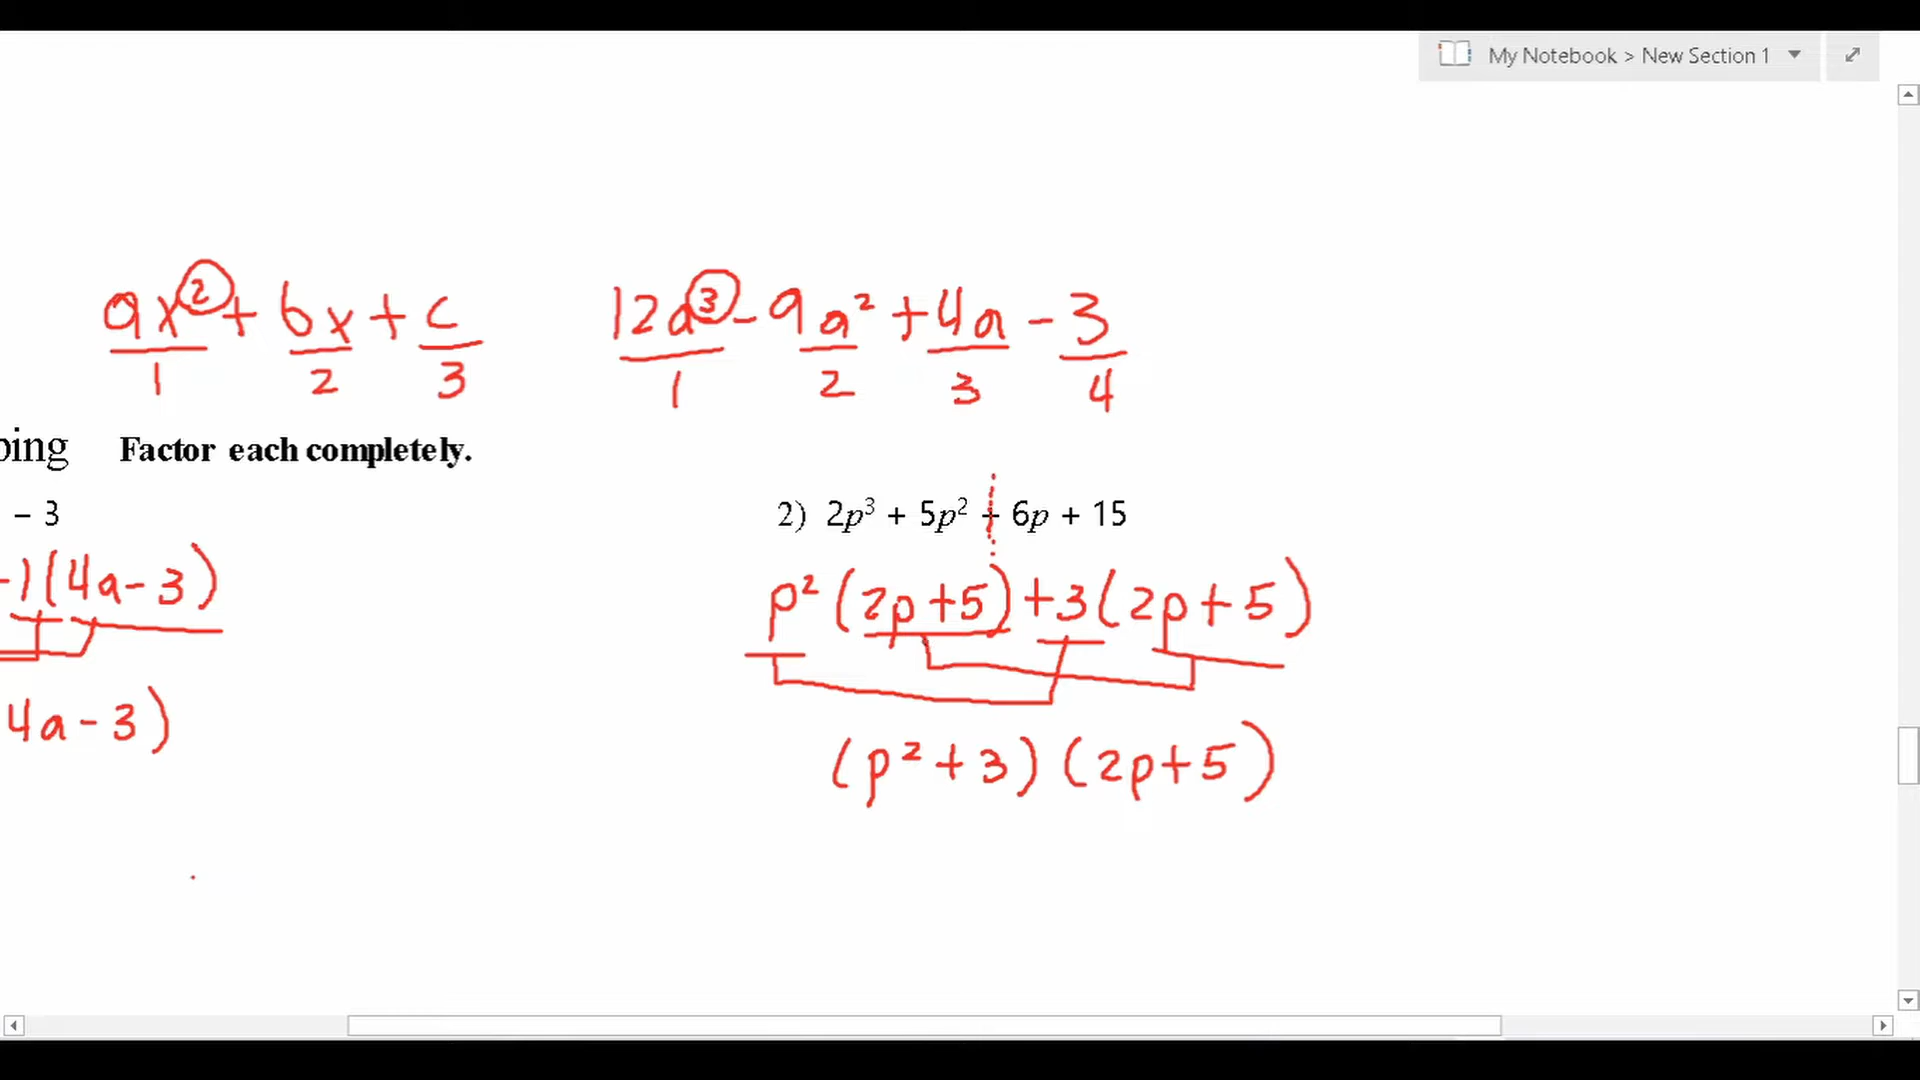 My Notebook > New Section 1
ax² + bx + c
1 2 3
12a³ - 9a² + 4a - 3
1 2 3 4
ping Factor each completely.
- 3
2) 2p³ + 5p² + 6p + 15
-1(4a-3)
p²(2p+5)+3(2p+5)
4a-3)
(p²+3)(2p+5)